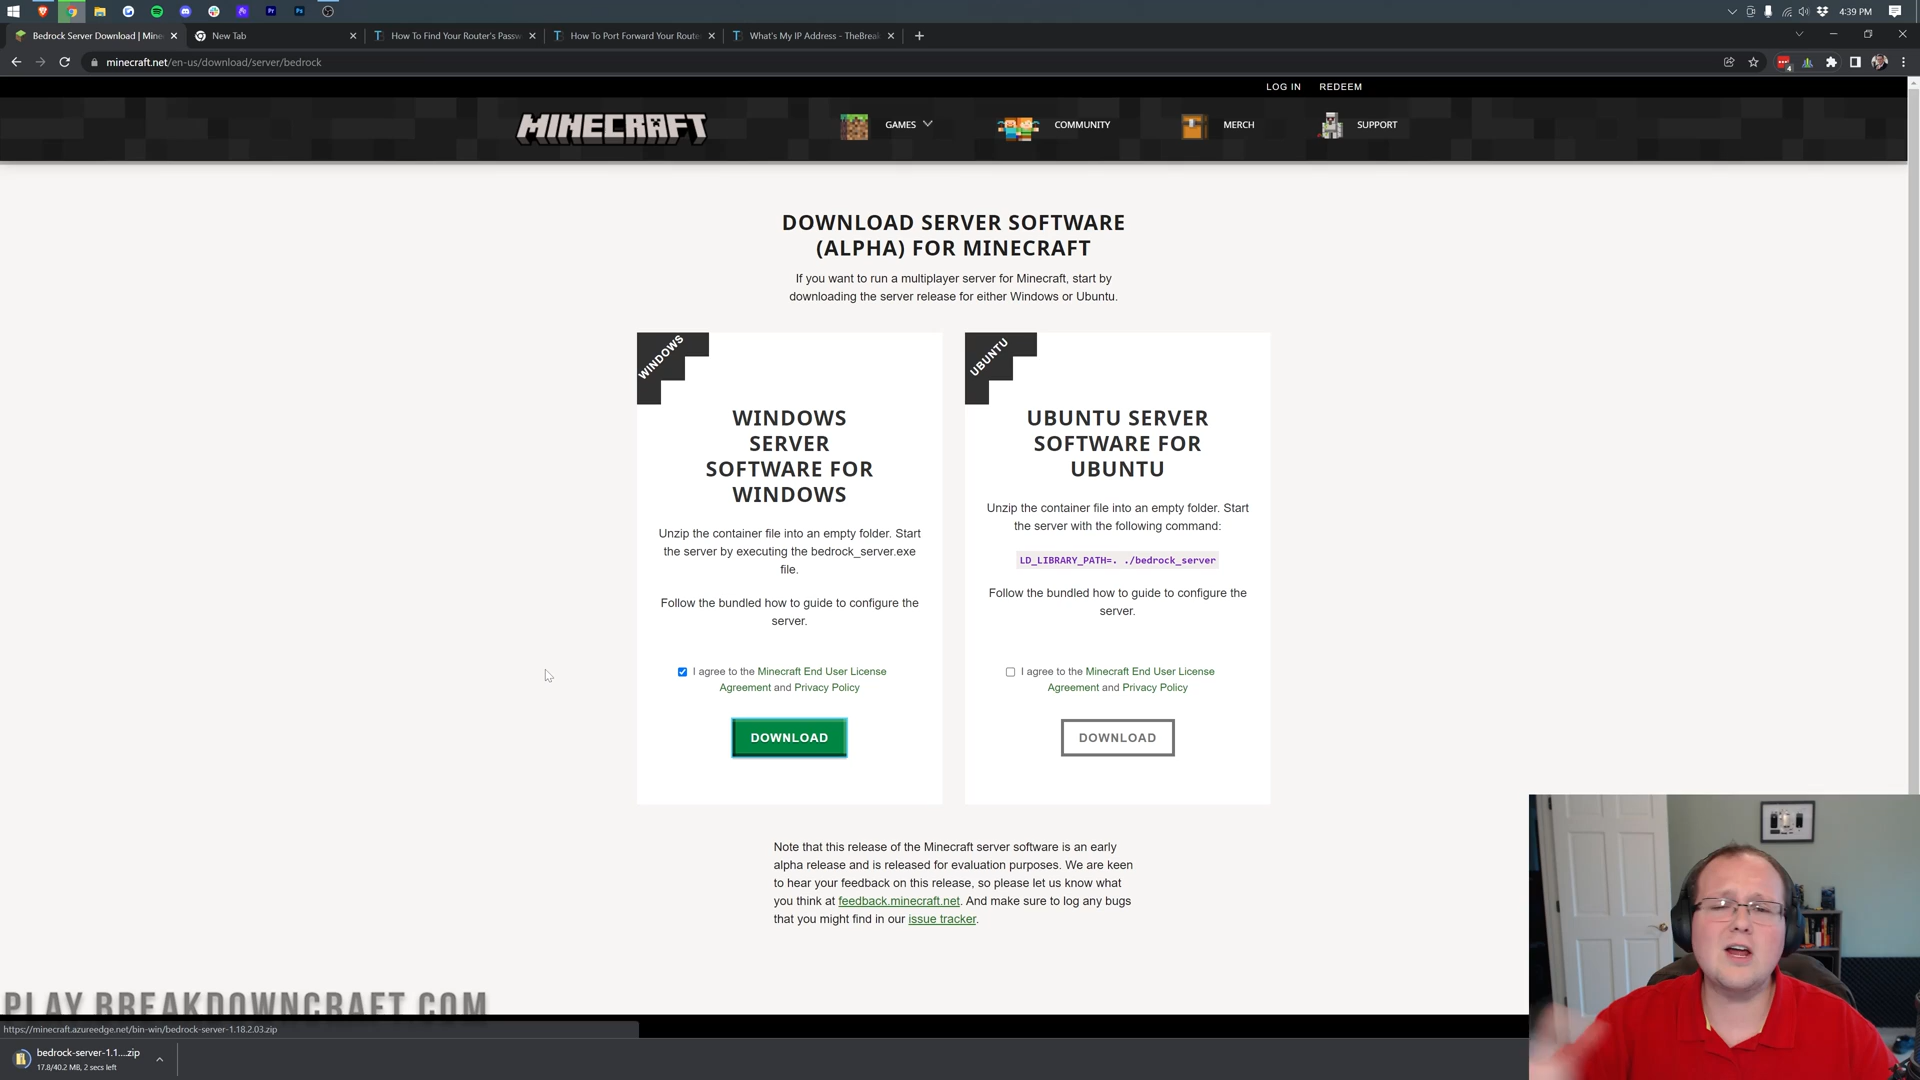 4:39 PM
Bedrock Server Download | Mine
New Tab
How To Find Your Router's Passw
How To Port Forward Your Route
What's My IP Address - TheBreak
minecraft.net/en-us/download/server/bedrock
4
LOG IN
REDEEM
MINECRAFT
GAMES
COMMUNITY
MERCH
SUPPORT
DOWNLOAD SERVER SOFTWARE
(ALPHA) FOR MINECRAFT
If you want to run a multiplayer server for Minecraft, start by
downloading the server release for either Windows or Ubuntu.
WINDOWS
WINDOWS
SERVER
SOFTWARE FOR
WINDOWS
Unzip the container file into an empty folder. Start
the server by executing the bedrock_server.exe
file.
Follow the bundled how to guide to configure the
server.
I agree to the Minecraft End User License
Agreement and Privacy Policy
DOWNLOAD
UBUNTU
UBUNTU SERVER
SOFTWARE FOR
UBUNTU
Unzip the container file into an empty folder. Start
the server with the following command:
LD_LIBRARY_PATH=. ./bedrock_server
Follow the bundled how to guide to configure the
server.
I agree to the Minecraft End User License
Agreement and Privacy Policy
DOWNLOAD
Note that this release of the Minecraft server software is an early
alpha release and is released for evaluation purposes. We are keen
to hear your feedback on this release, so please let us know what
you think at feedback.minecraft.net. And make sure to log any bugs
that you might find in our issue tracker.
PLAY.BREAKDOWNCRAFT.COM
https://minecraft.azureedge.net/bin-win/bedrock-server-1.18.2.03.zip
bedrock-server-1.1....zip
17.8/40.2 MB, 2 secs left